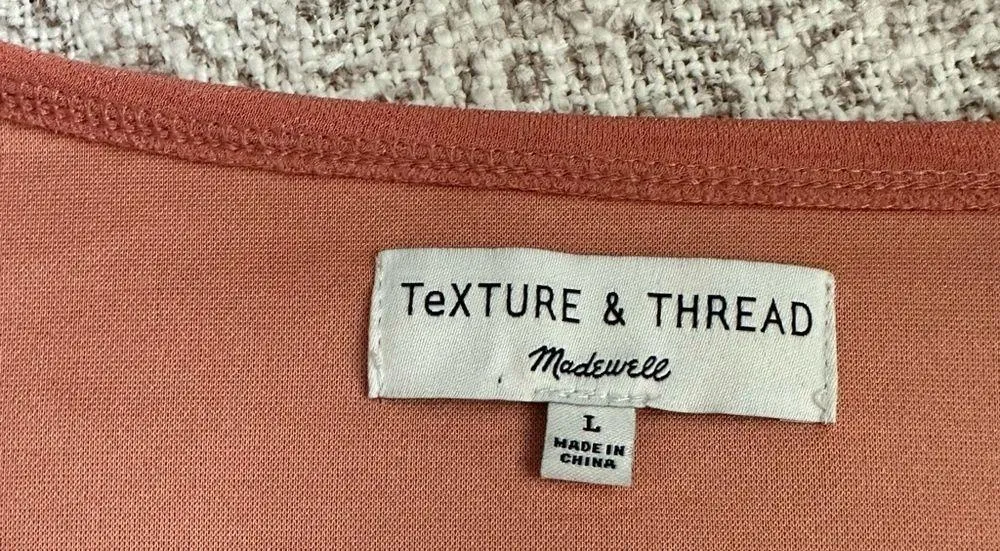 TeXTURE & THREAD
Madewell
L
MADE IN
CHINA